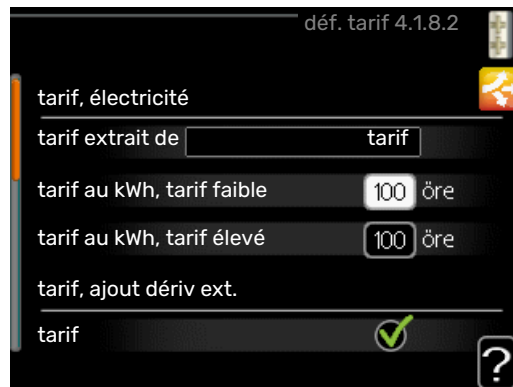 déf. tarif 4.1.8.2
tarif, électricité
tarif extrait de tarif
tarif au kWh, tarif faible 100 öre
tarif au kWh, tarif élevé 100 öre
tarif, ajout dériv ext.
tarif
?